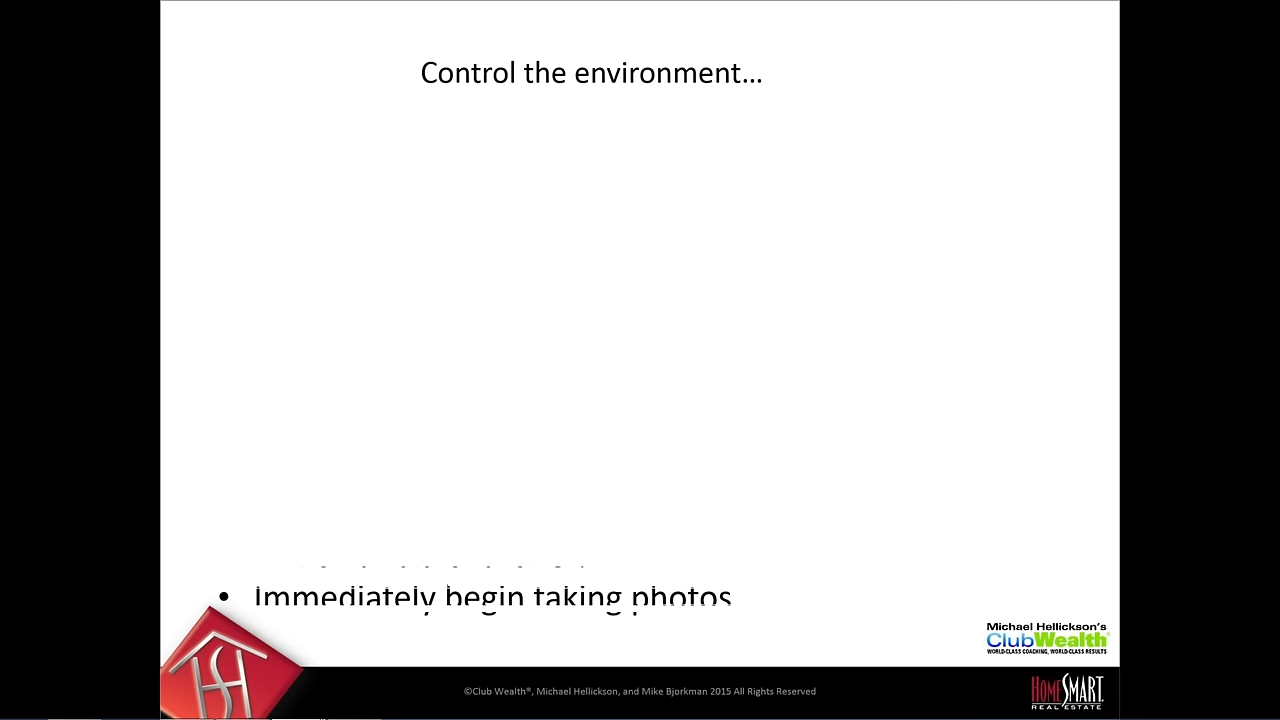 Control the environment...
• Immediately begin taking photos
Michael Hellickson's
ClubWealth®
WORLD-CLASS COACHING, WORLD-CLASS RESULTS
©Club Wealth®, Michael Hellickson, and Mike Bjorkman 2015 All Rights Reserved
HOMESMART
REAL ESTATE